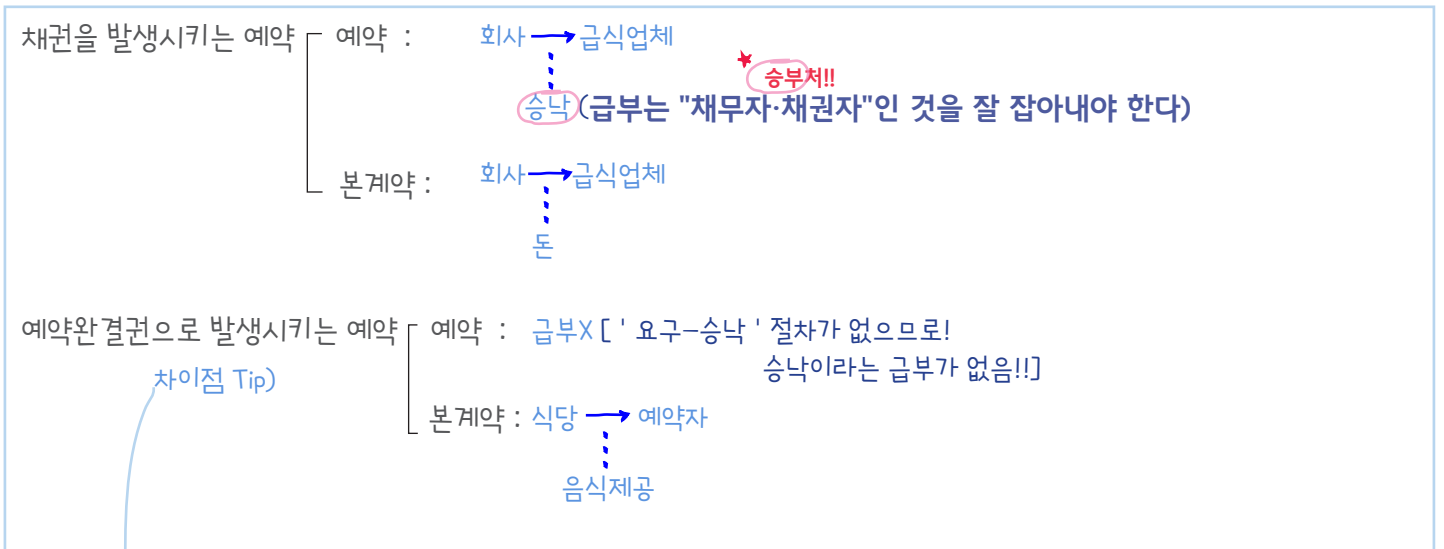 채권을 발생시키는 예약 예약 : 회사 급식업체
승부처!!
승낙 (급부는 "채무자·채권자"인 것을 잘 잡아내야 한다)
본계약 : 회사 급식업체
돈
예약완결권으로 발생시키는 예약 예약 : 급부X [ ' 요구-승낙 ' 절차가 없으므로!
승낙이라는 급부가 없음!!]
차이점 Tip)
본계약 : 식당 예약자
음식제공